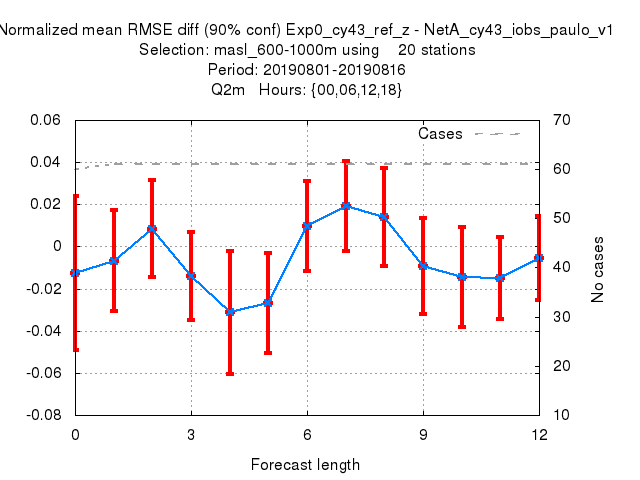 Normalized mean RMSE diff (90% conf) Exp0_cy43_ref_z - NetA_cy43_iobs_paulo_v1
Selection: masl_600-1000m using 20 stations
Period: 20190801-20190816
Q2m Hours: {00,06,12,18}
Cases
0.06
0.04
0.02
0
-0.02
-0.04
-0.06
-0.08
70
60
50
40
30
20
10
No cases
0 3 6 9 12
Forecast length